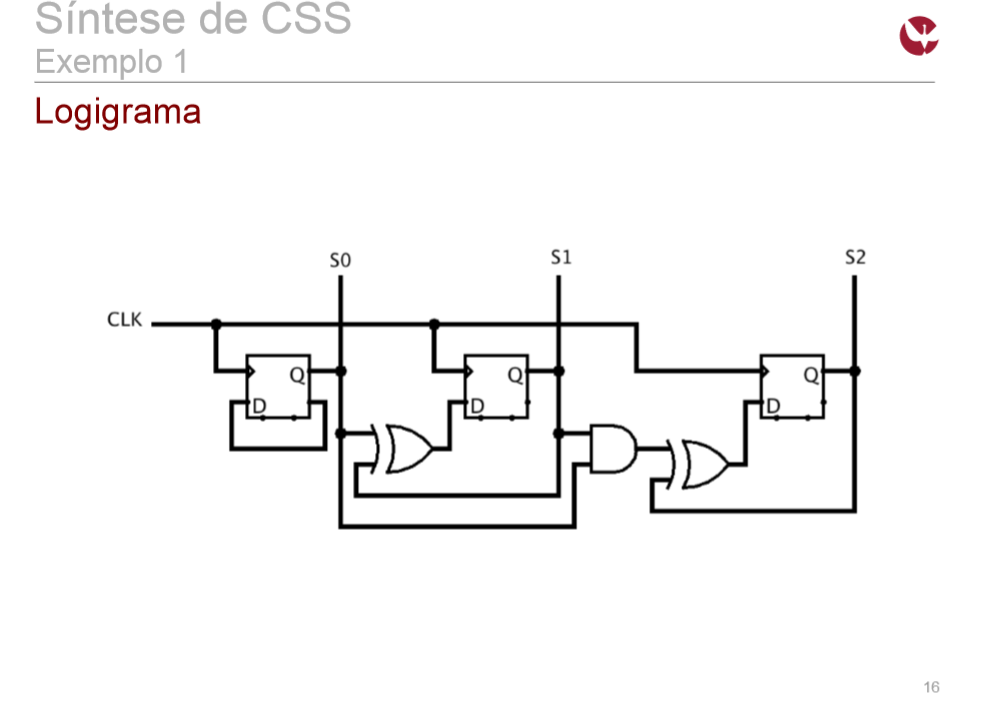 Síntese de CSS
Exemplo 1
Logigrama
S0
S1
S2
CLK
Q
Q
Q
D
D
D
16